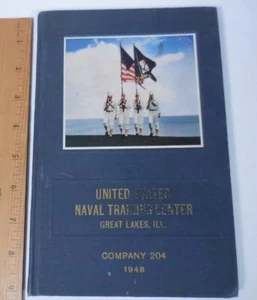 UNITED STATES
NAVAL TRAINING CENTER
GREAT LAKES, ILL.
COMPANY 204
1948